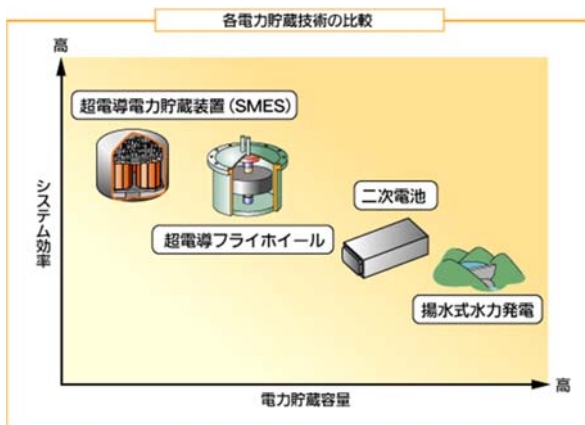 各電力貯蔵技術の比較
高
超電導電力貯蔵装置(SMES)
二次電池
システム効率
超電導フライホイール
揚水式水力発電
高
電力貯蔵容量